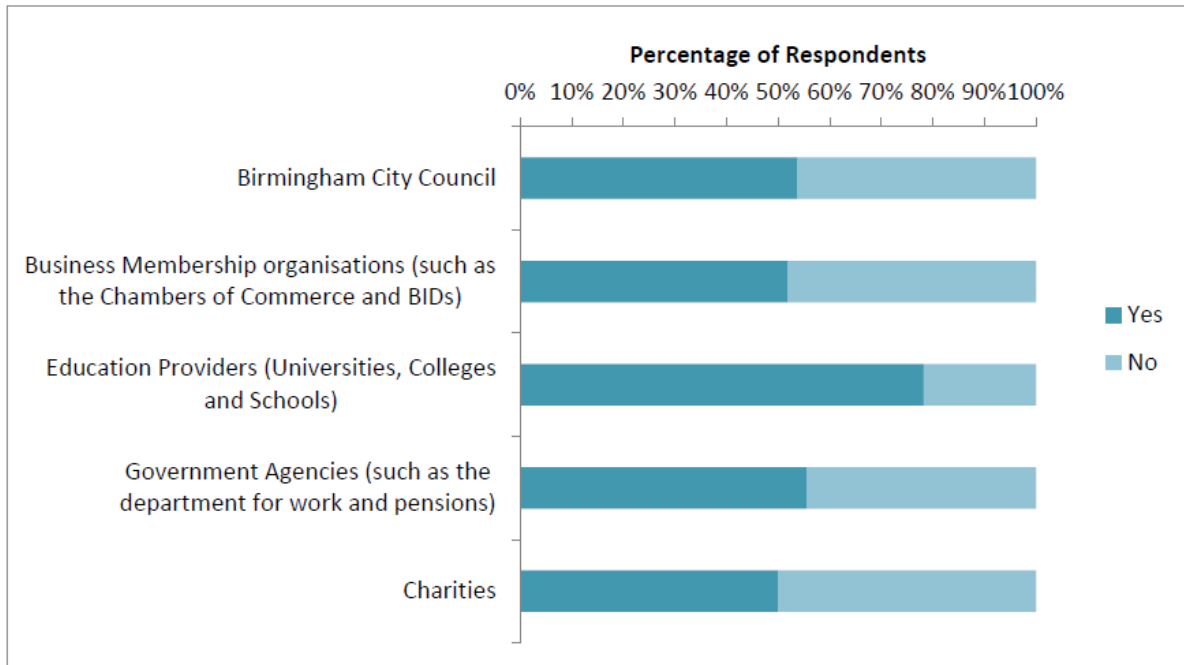 Percentage of Respondents
0% 10% 20% 30% 40% 50% 60% 70% 80% 90%100%
Birmingham City Council
Business Membership organisations (such as
the Chambers of Commerce and BIDs)
Education Providers (Universities, Colleges
and Schools)
Government Agencies (such as the
department for work and pensions)
Charities
Yes
No